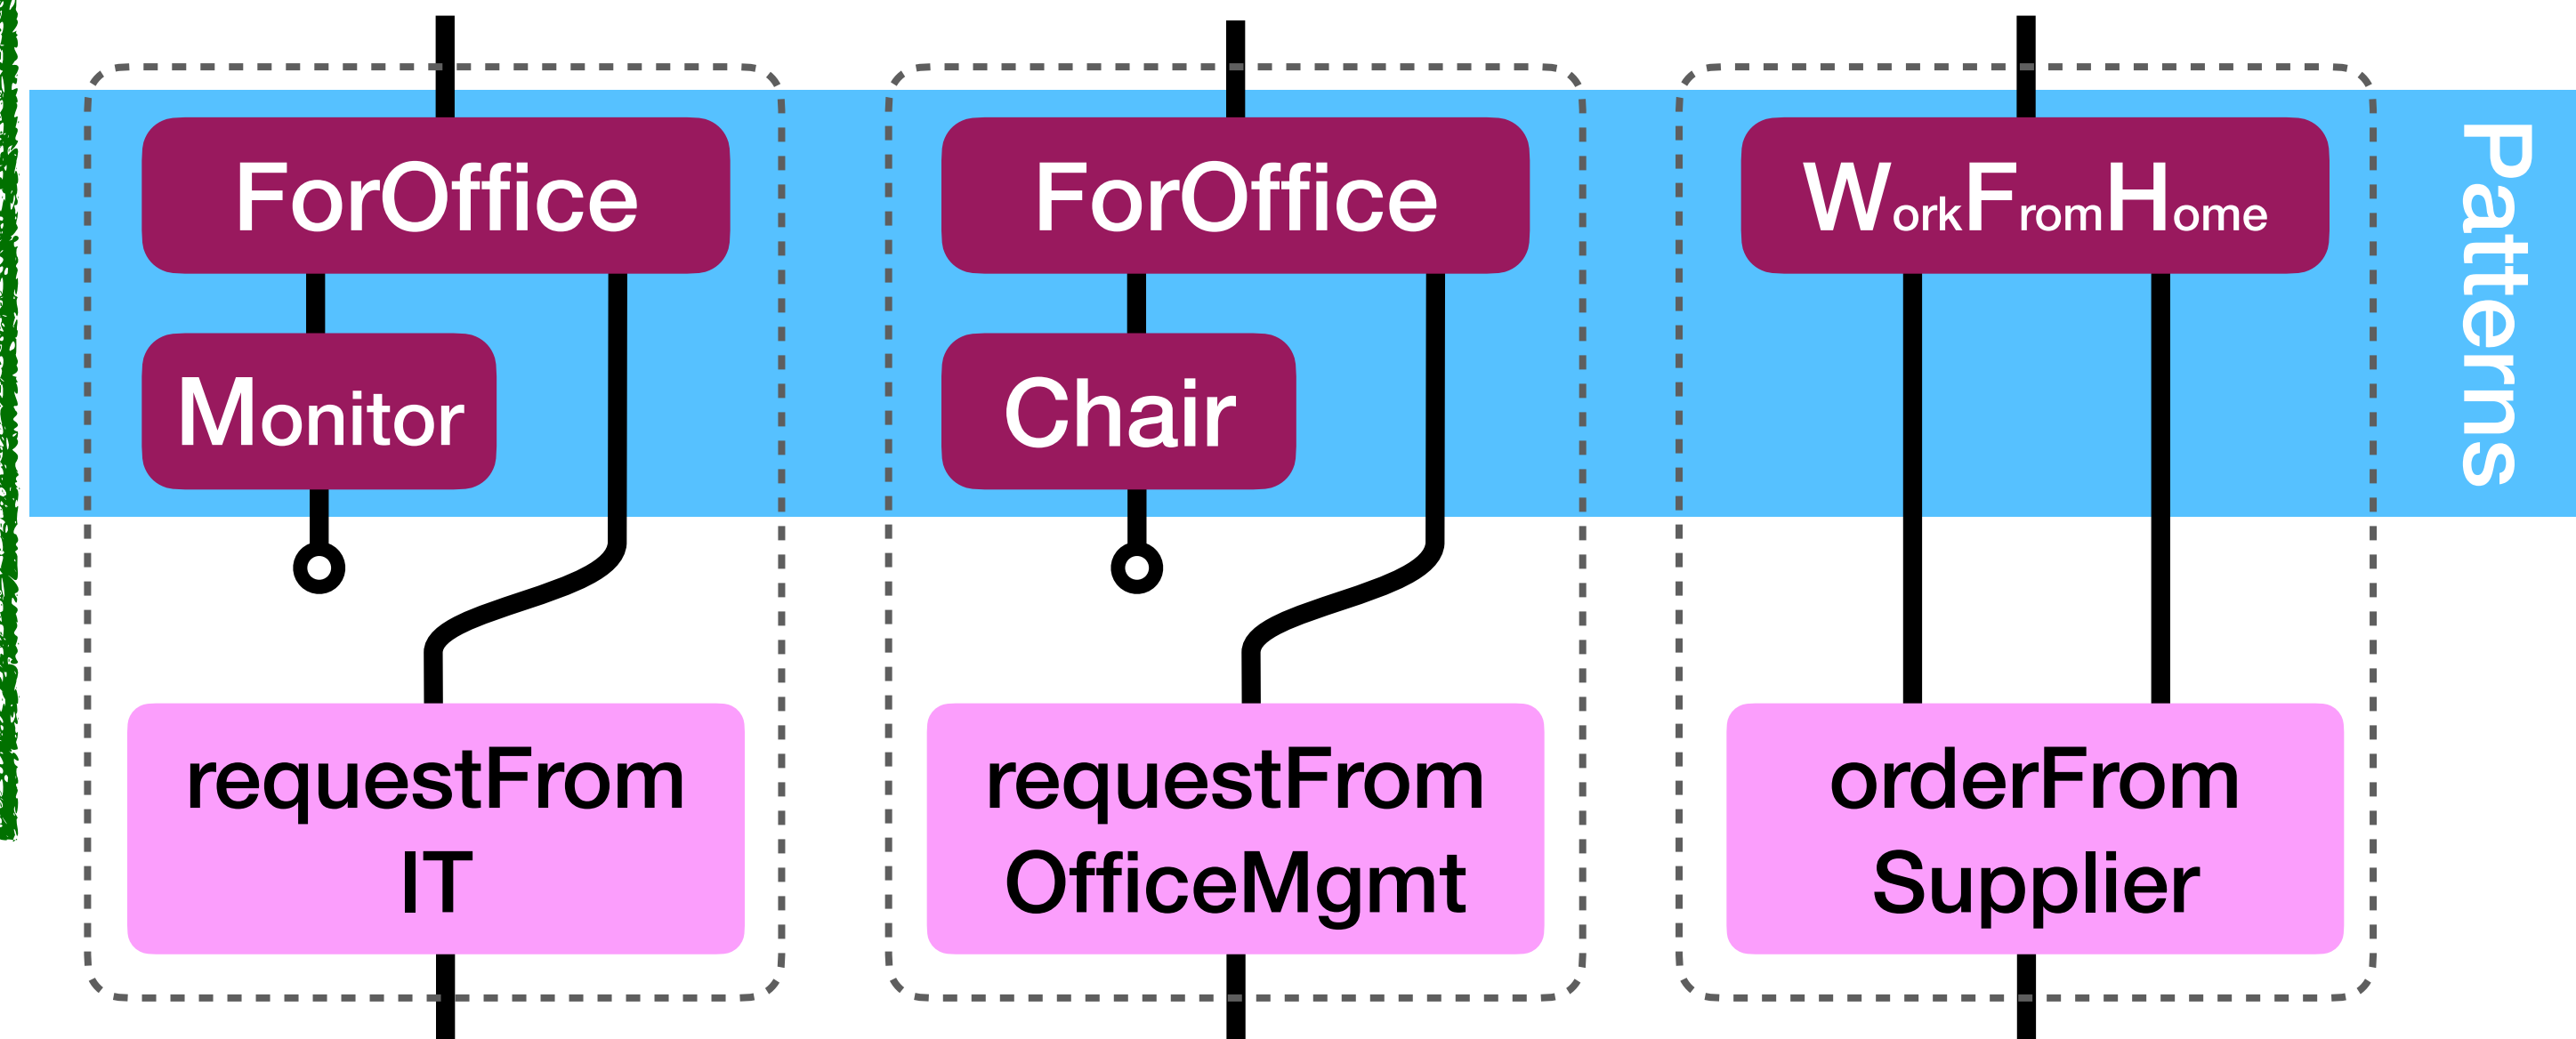 ForOffice
Monitor
requestFrom
IT
ForOffice
Chair
requestFrom
OfficeMgmt
WorkFromHome
orderFrom
Supplier
Patterns